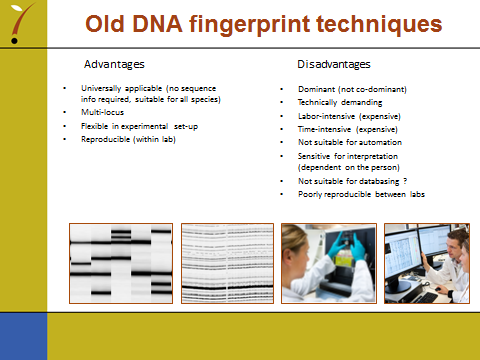 Old DNA fingerprint techniques
Advantages
• Universally applicable (no sequence
info required, suitable for all species)
• Multi-locus
• Flexible in experimental set-up
• Reproducible (within lab)
Disadvantages
• Dominant (not co-dominant)
• Technically demanding
• Labor-intensive (expensive)
• Time-intensive (expensive)
• Not suitable for automation
• Sensitive for interpretation
(dependent on the person)
• Not suitable for databasing ?
• Poorly reproducible between labs